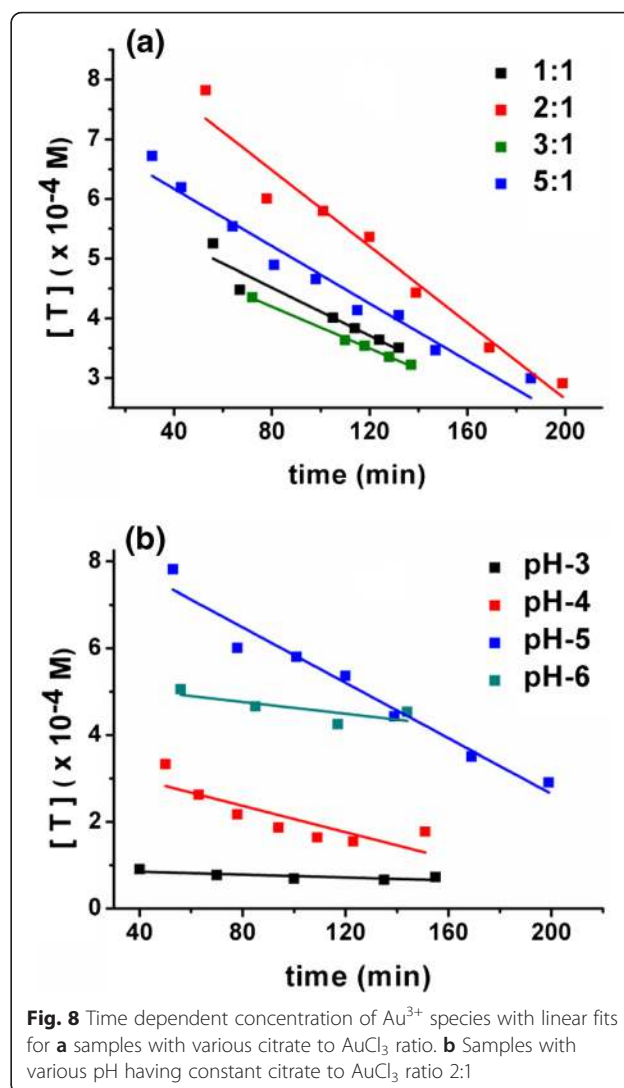 (a)
1:1
2:1
3:1
5:1
8
7
6
5
4
3
[ T ] ( x 10⁻⁴ M)
40 80 120 160 200
time (min)
(b)
pH-3
pH-4
pH-5
pH-6
8
6
4
2
0
[ T ] ( x 10⁻⁴ M)
40 80 120 160 200
time (min)
Fig. 8 Time dependent concentration of Au³⁺ species with linear fits
for a samples with various citrate to AuCl₃ ratio. b Samples with
various pH having constant citrate to AuCl₃ ratio 2:1